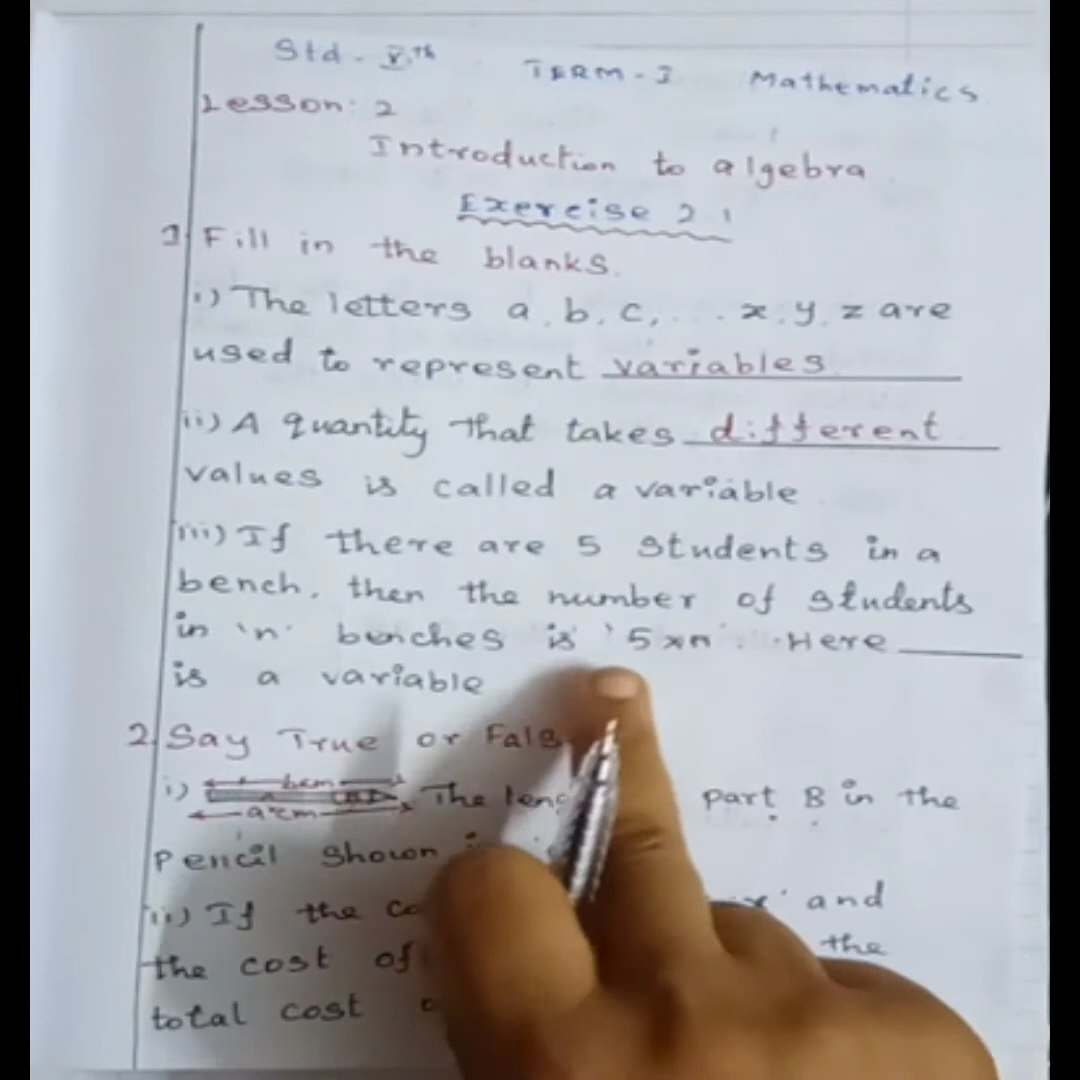 Std - Vth TERM - I Mathematics
Lesson: 2
Introduction to algebra
Exercise 2.1
1 Fill in the blanks.
i) The letters a, b, c, ... x, y, z are
used to represent variables
ii) A quantity that takes different
values is called a variable
iii) If there are 5 students in a
bench, then the number of students
in 'n' benches is '5×n'. Here ____
is a variable
2 Say True or
i) The part B in the
Pencil shown
ii) If the and
the cost of the
total cost